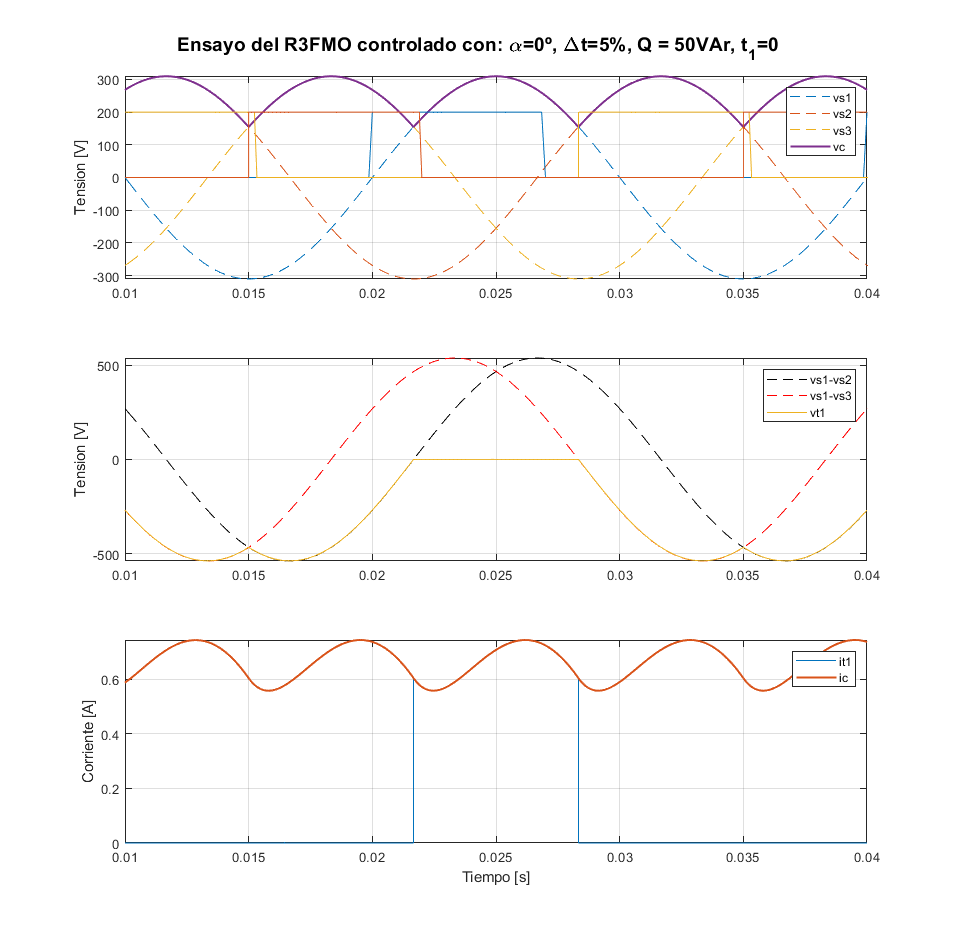 Ensayo del R3FMO controlado con: α=0º, Δt=5%, Q = 50VAr, t1=0
Tension [V]
300
200
100
0
-100
-200
-300
0.01 0.015 0.02 0.025 0.03 0.035 0.04
vs1
vs2
vs3
vc
Tension [V]
500
0
-500
0.01 0.015 0.02 0.025 0.03 0.035 0.04
vs1-vs2
vs1-vs3
vt1
Corriente [A]
0.6
0.4
0.2
0
0.01 0.015 0.02 0.025 0.03 0.035 0.04
it1
ic
Tiempo [s]